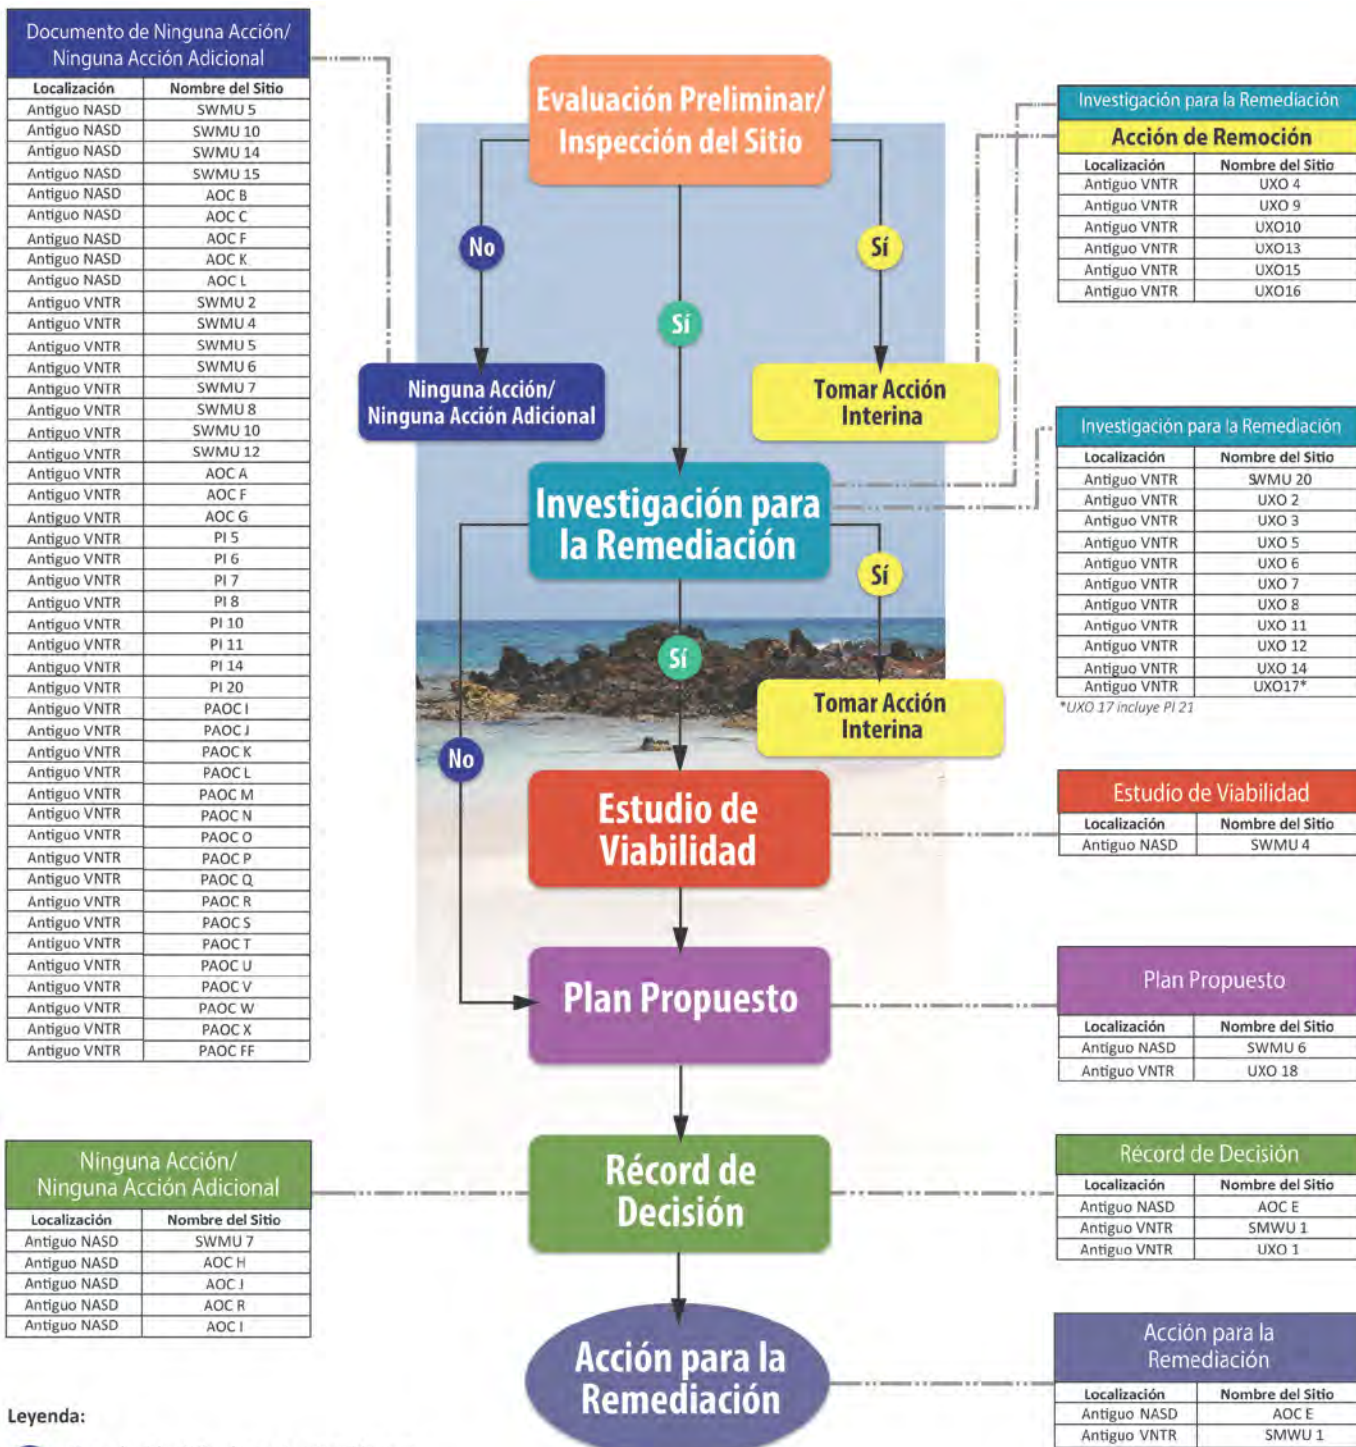 Documento de Ninguna Acción/
Ninguna Acción Adicional
Localización Nombre del Sitio
Antiguo NASD SWMU 5
Antiguo NASD SWMU 10
Antiguo NASD SWMU 14
Antiguo NASD SWMU 15
Antiguo NASD AOC B
Antiguo NASD AOC C
Antiguo NASD AOC F
Antiguo NASD AOC K
Antiguo NASD AOC L
Antiguo VNTR SWMU 2
Antiguo VNTR SWMU 4
Antiguo VNTR SWMU 5
Antiguo VNTR SWMU 6
Antiguo VNTR SWMU 7
Antiguo VNTR SWMU 8
Antiguo VNTR SWMU 10
Antiguo VNTR SWMU 12
Antiguo VNTR AOC A
Antiguo VNTR AOC F
Antiguo VNTR AOC G
Antiguo VNTR PI 5
Antiguo VNTR PI 6
Antiguo VNTR PI 7
Antiguo VNTR PI 8
Antiguo VNTR PI 10
Antiguo VNTR PI 11
Antiguo VNTR PI 14
Antiguo VNTR PI 20
Antiguo VNTR PAOC I
Antiguo VNTR PAOC J
Antiguo VNTR PAOC K
Antiguo VNTR PAOC L
Antiguo VNTR PAOC M
Antiguo VNTR PAOC N
Antiguo VNTR PAOC O
Antiguo VNTR PAOC P
Antiguo VNTR PAOC Q
Antiguo VNTR PAOC R
Antiguo VNTR PAOC S
Antiguo VNTR PAOC T
Antiguo VNTR PAOC U
Antiguo VNTR PAOC V
Antiguo VNTR PAOC W
Antiguo VNTR PAOC X
Antiguo VNTR PAOC FF
Ninguna Acción/
Ninguna Acción Adicional
Localización Nombre del Sitio
Antiguo NASD SWMU 7
Antiguo NASD AOC H
Antiguo NASD AOC J
Antiguo NASD AOC R
Antiguo NASD AOC I
Leyenda:
Evaluación Preliminar/
Inspección del Sitio
No
Sí
Sí
Ninguna Acción/
Ninguna Acción Adicional
Tomar Acción
Interina
Investigación para
la Remediación
Sí
Sí
No
Tomar Acción
Interina
Estudio de
Viabilidad
Plan Propuesto
Récord de
Decisión
Acción para la
Remediación
Investigación para la Remediación
Acción de Remoción
Localización Nombre del Sitio
Antiguo VNTR UXO 4
Antiguo VNTR UXO 9
Antiguo VNTR UXO10
Antiguo VNTR UXO13
Antiguo VNTR UXO15
Antiguo VNTR UXO16
Investigación para la Remediación
Localización Nombre del Sitio
Antiguo VNTR SWMU 20
Antiguo VNTR UXO 2
Antiguo VNTR UXO 3
Antiguo VNTR UXO 5
Antiguo VNTR UXO 6
Antiguo VNTR UXO 7
Antiguo VNTR UXO 8
Antiguo VNTR UXO 11
Antiguo VNTR UXO 12
Antiguo VNTR UXO 14
Antiguo VNTR UXO17*
*UXO 17 incluye PI 21
Estudio de Viabilidad
Localización Nombre del Sitio
Antiguo NASD SWMU 4
Plan Propuesto
Localización Nombre del Sitio
Antiguo NASD SWMU 6
Antiguo VNTR UXO 18
Récord de Decisión
Localización Nombre del Sitio
Antiguo NASD AOC E
Antiguo VNTR SMWU 1
Antiguo VNTR UXO 1
Acción para la
Remediación
Localización Nombre del Sitio
Antiguo NASD AOC E
Antiguo VNTR SMWU 1